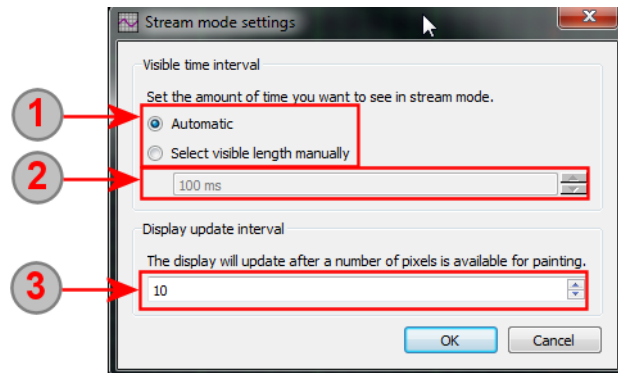 Stream mode settings
x
Visible time interval
Set the amount of time you want to see in stream mode.
1
Automatic
Select visible length manually
2
100 ms
Display update interval
The display will update after a number of pixels is available for painting.
3
10
OK Cancel